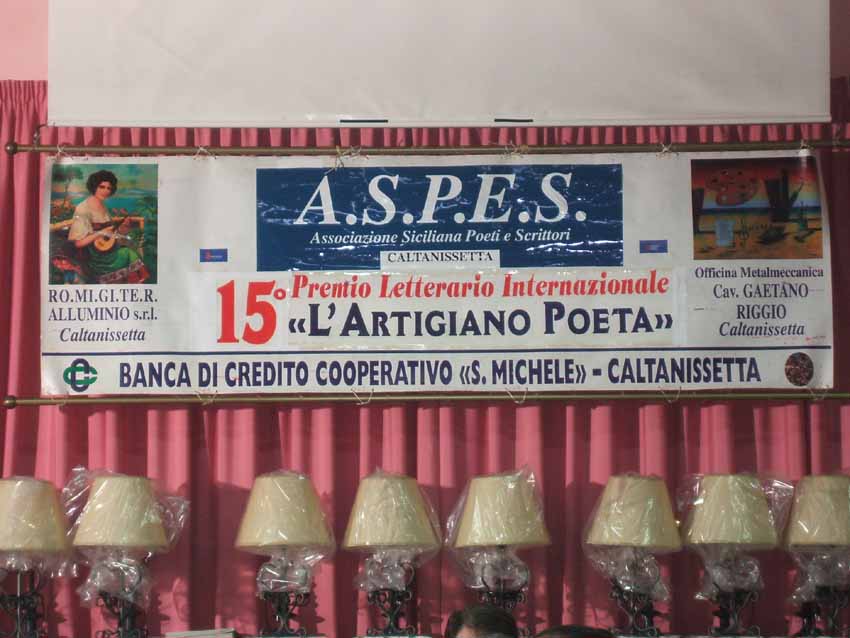 A.S.P.E.S.
Associazione Siciliana Poeti e Scrittori
CALTANISSETTA
15° Premio Letterario Internazionale
«L'ARTIGIANO POETA»
RO.MI.GI.TE.R.
ALLUMINIO s.r.l.
Caltanissetta
Officina Metalmeccanica
Cav. GAETANO
RIGGIO
Caltanissetta
BANCA DI CREDITO COOPERATIVO «S. MICHELE» - CALTANISSETTA